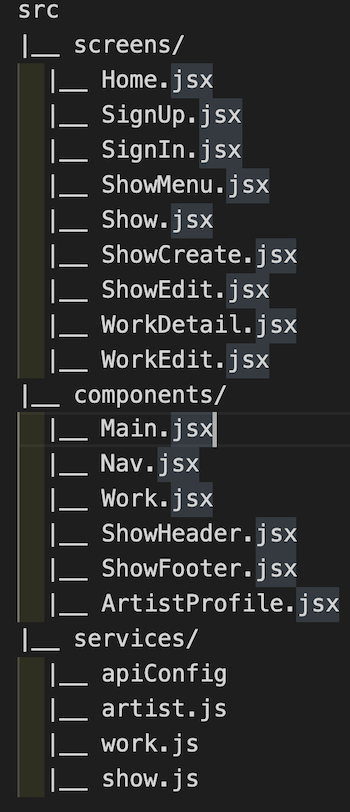 src
|__ screens/
|__ Home.jsx
|__ SignUp.jsx
|__ SignIn.jsx
|__ ShowMenu.jsx
|__ Show.jsx
|__ ShowCreate.jsx
|__ ShowEdit.jsx
|__ WorkDetail.jsx
|__ WorkEdit.jsx
|__ components/
|__ Main.jsx
|__ Nav.jsx
|__ Work.jsx
|__ ShowHeader.jsx
|__ ShowFooter.jsx
|__ ArtistProfile.jsx
|__ services/
|__ apiConfig
|__ artist.js
|__ work.js
|__ show.js